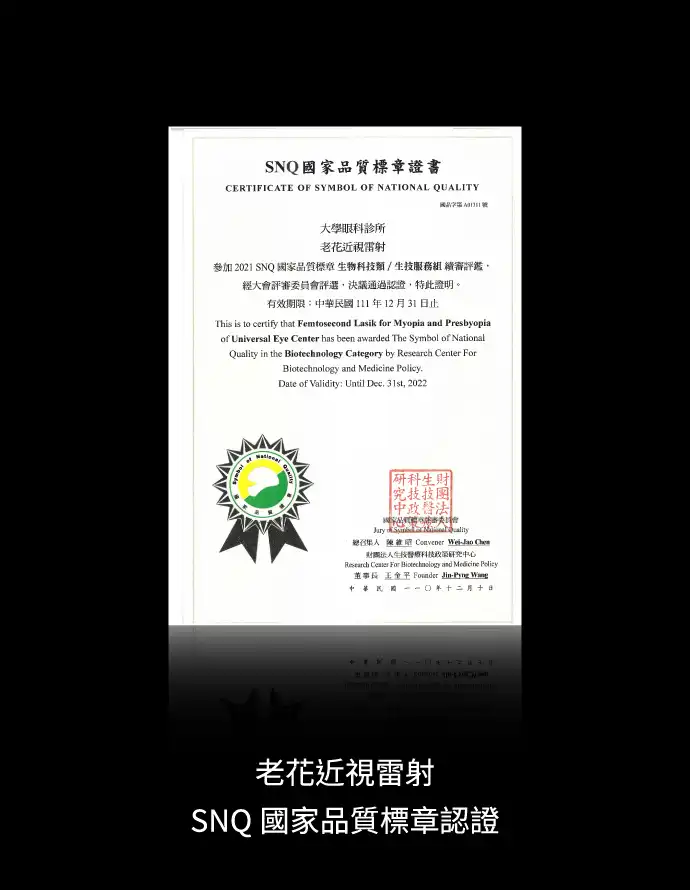 SNQ國家品質標章證書
CERTIFICATE OF SYMBOL OF NATIONAL QUALITY
國品字第 A01311 號
大學眼科診所
老花近視雷射
參加 2021 SNQ 國家品質標章 生物科技類 / 生技服務組 續審評鑑，
經大會評審委員會評選，決議通過認證，特此證明。
有效期限：中華民國 111 年 12 月 31 日止
This is to certify that Femtosecond Lasik for Myopia and Presbyopia
of Universal Eye Center has been awarded The Symbol of National
Quality in the Biotechnology Category by Research Center For
Biotechnology and Medicine Policy.
Date of Validity: Until Dec. 31st, 2022
Symbol of National Quality
國家品質標章
財團法人
生技醫療
科技政策
研究中心
國家品質標章評審委員會
Jury of Symbol of National Quality
總召集人 陳維昭 Convener Wei-Jao Chen
財團法人生技醫療科技政策研究中心
Research Center For Biotechnology and Medicine Policy
董事長 王金平 Founder Jin-Pyng Wang
中華民國一一〇年十二月十日
老花近視雷射
SNQ 國家品質標章認證